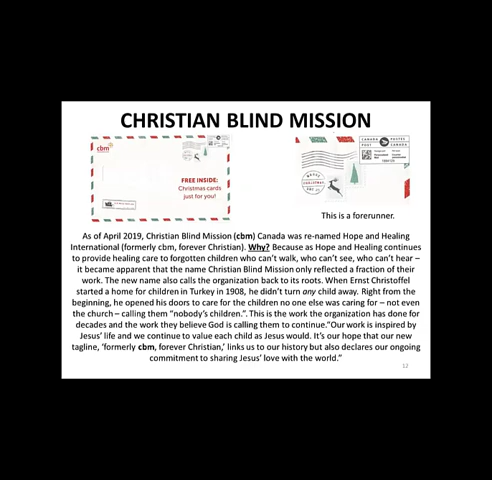 CHRISTIAN BLIND MISSION
cbm
FREE INSIDE:
Christmas cards
just for you!
CANADA POSTES
POST CANADA
This is a forerunner.
As of April 2019, Christian Blind Mission (cbm) Canada was re-named Hope and Healing
International (formerly cbm, forever Christian). Why? Because as Hope and Healing continues
to provide healing care to forgotten children who can't walk, who can't see, who can't hear –
it became apparent that the name Christian Blind Mission only reflected a fraction of their
work. The new name also calls the organization back to its roots. When Ernst Christoffel
started a home for children in Turkey in 1908, he didn't turn any child away. Right from the
beginning, he opened his doors to care for the children no one else was caring for – not even
the church – calling them "nobody's children.". This is the work the organization has done for
decades and the work they believe God is calling them to continue."Our work is inspired by
Jesus' life and we continue to value each child as Jesus would. It's our hope that our new
tagline, 'formerly cbm, forever Christian,' links us to our history but also declares our ongoing
commitment to sharing Jesus' love with the world."
12